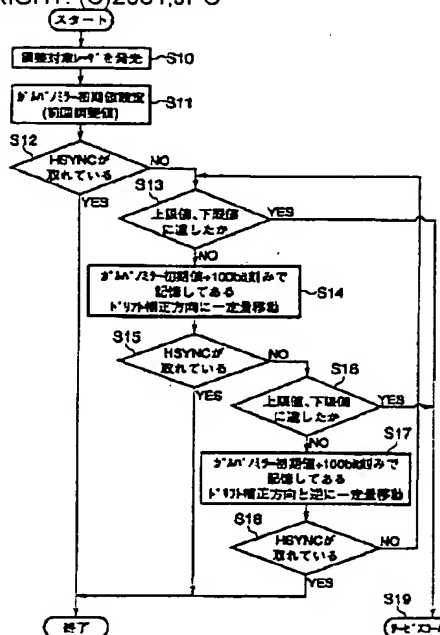 RIGHT: (C)2001,JPO
スタート
調整対象レーザを発光
S10
ガルバノミラー初期値設定
(前回調整値)
S11
S12
HSYNCが
取れている
NO
YES
S13
上限値、下限値
に達したか
YES
NO
ガルバノミラー初期値+100bit刻みで
記憶してある
ドリフト補正方向に一定量移動
S14
S15
HSYNCが
取れている
NO
YES
S16
上限値、下限値
に達したか
YES
NO
S17
ガルバノミラー初期値+100bit刻みで
記憶してある
ドリフト補正方向と逆に一定量移動
S18
HSYNCが
取れている
NO
YES
終了
S19
サービスコール